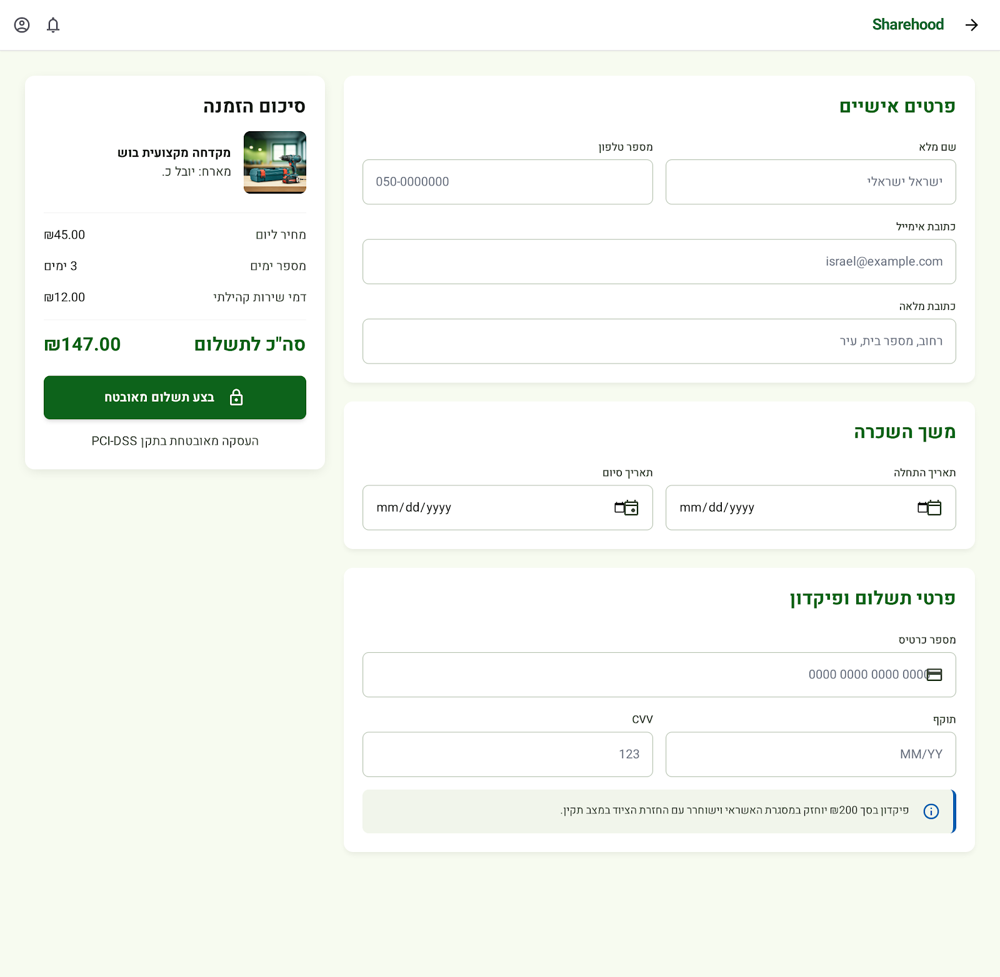 Sharehood
פרטים אישיים
שם מלא
מספר טלפון
ישראל ישראלי
050-0000000
כתובת אימייל
israel@example.com
כתובת מלאה
רחוב, מספר בית, עיר
משך השכרה
תאריך התחלה
תאריך סיום
mm/dd/yyyy
mm/dd/yyyy
פרטי תשלום ופיקדון
מספר כרטיס
0000 0000 0000 0000
תוקף
CVV
MM/YY
123
פיקדון בסך 200₪ יוחזק במסגרת האשראי וישוחרר עם החזרת הציוד במצב תקין.
סיכום הזמנה
מקדחה מקצועית בוש
מארח: יובל כ.
מחיר ליום
₪45.00
מספר ימים
3 ימים
דמי שירות קהילתי
₪12.00
סה"כ לתשלום
₪147.00
בצע תשלום מאובטח
העסקה מאובטחת בתקן PCI-DSS